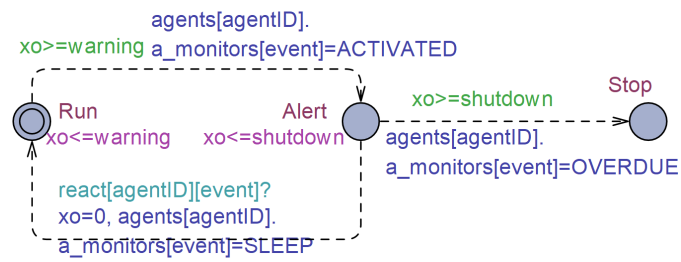 agents[agentID].
xo>=warning
a_monitors[event]=ACTIVATED
Run
Alert
Stop
xo>=shutdown
xo<=warning
xo<=shutdown
agents[agentID].
a_monitors[event]=OVERDUE
react[agentID][event]?
xo=0, agents[agentID].
a_monitors[event]=SLEEP